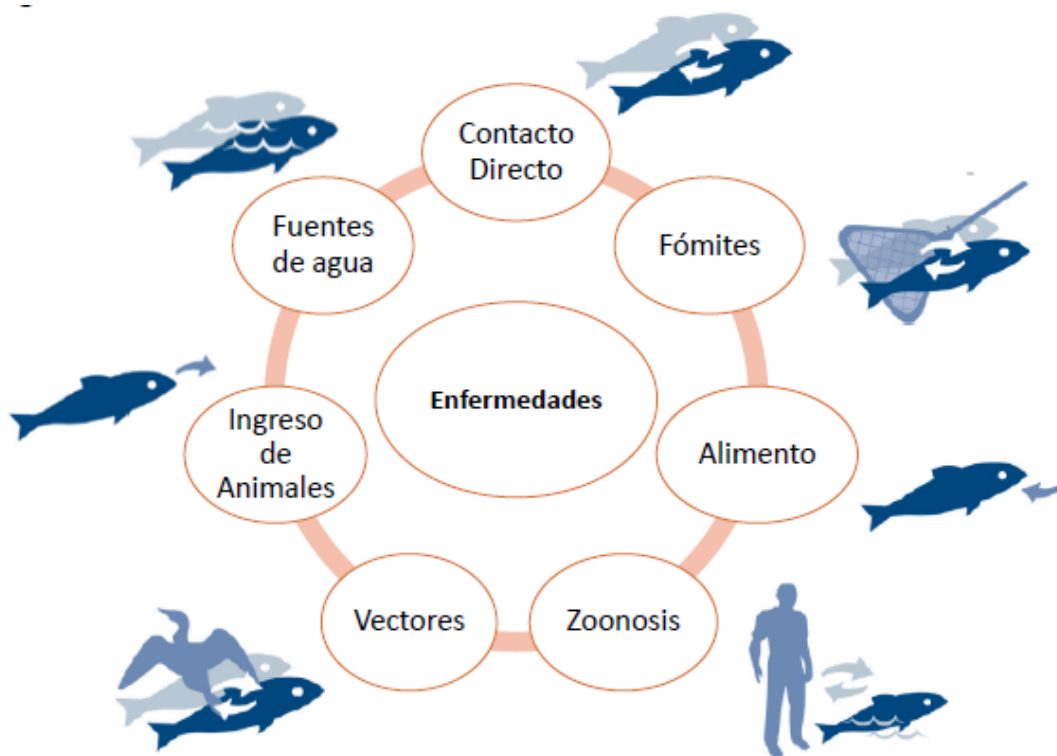 Contacto
Directo
Fuentes
de agua
Fómites
Enfermedades
Ingreso
de
Animales
Alimento
Vectores
Zoonosis